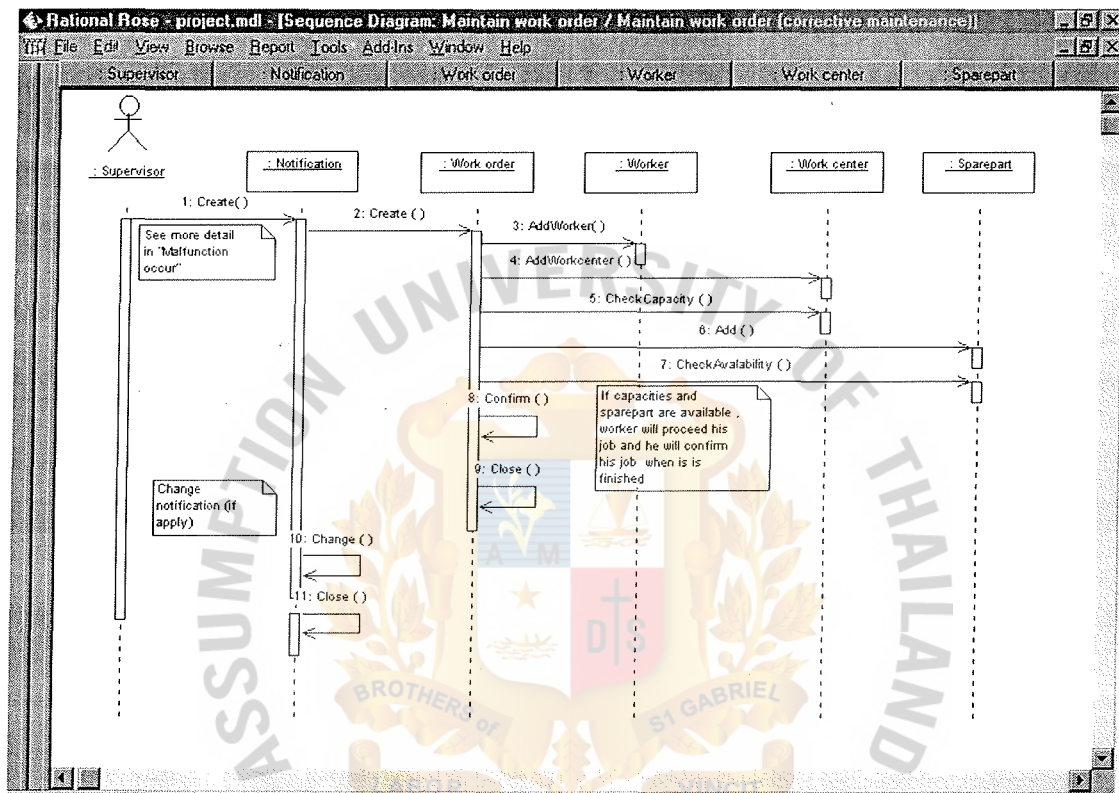 Rational Rose - project.mdl - [Sequence Diagram: Maintain work order / Maintain work order (corrective maintenance)]
File Edit View Browse Report Tools Add-Ins Window Help
: Supervisor : Notification : Work order : Worker : Work center : Sparepart
: Supervisor : Notification : Work order : Worker : Work center : Sparepart
1: Create()
2: Create ()
3: AddWorker()
See more detail
in "Malfunction
occur"
4: AddWorkcenter ()
5: CheckCapacity ()
6: Add ()
7: CheckAvalability ()
8: Confirm ()
If capacities and
sparepart are available ,
worker will proceed his
job and he will confirm
his job when is is
finished
9: Close ()
Change
notification (if
apply)
10: Change ()
11: Close ()
ASSUMPTION UNIVERSITY OF THAILAND
A M
D S
BROTHERS of S1 GABRIEL
LABOR VINCIT